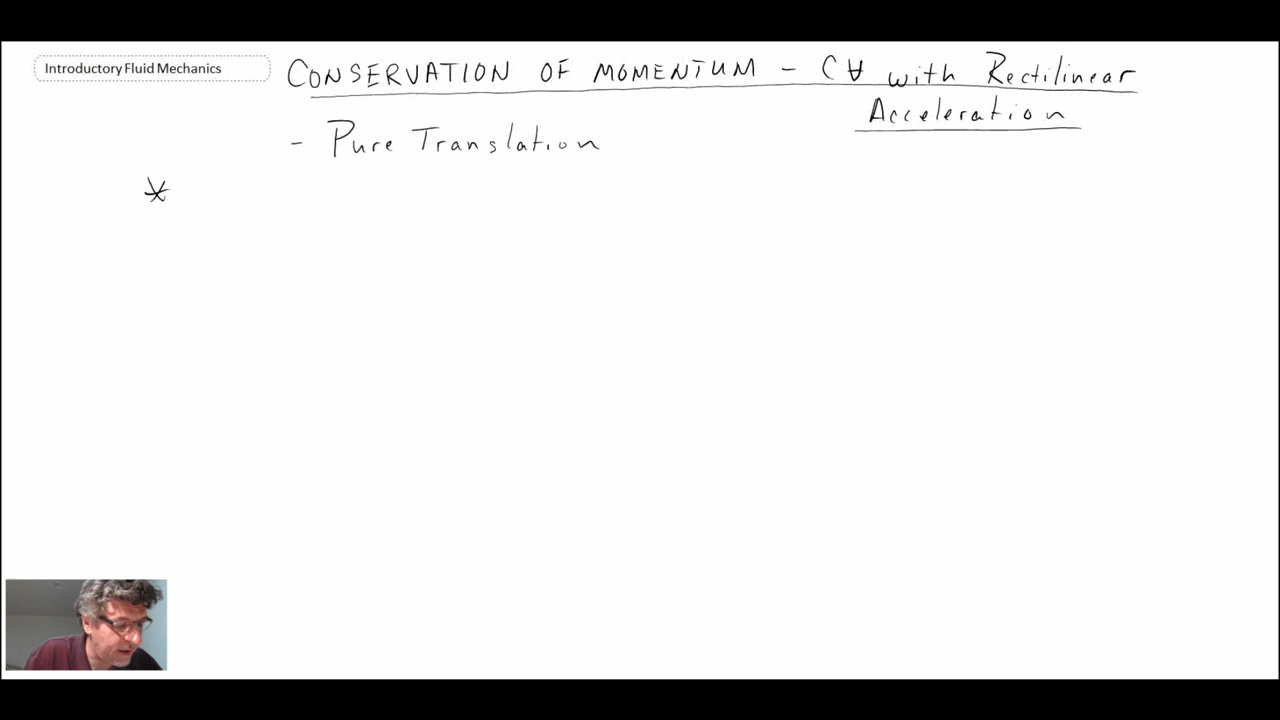 Introductory Fluid Mechanics
CONSERVATION OF MOMENTUM - C∀ with Rectilinear
Acceleration
- Pure Translation
*